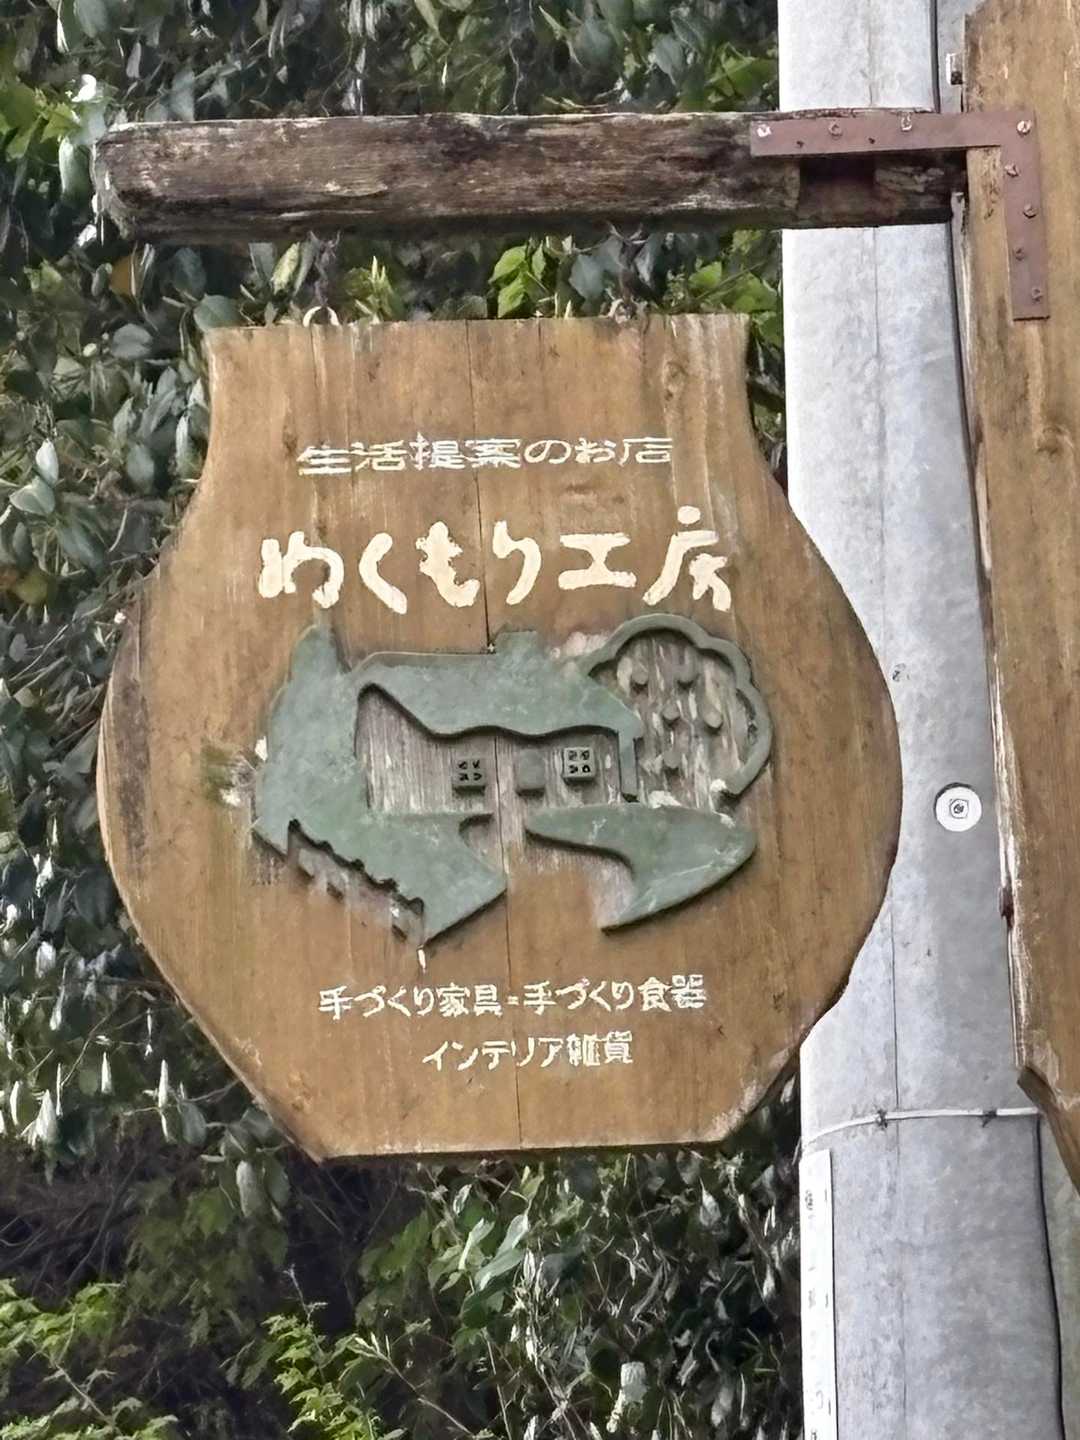 生活提案のお店
ぬくもり工房
手づくり家具=手づくり食器
インテリア雑貨